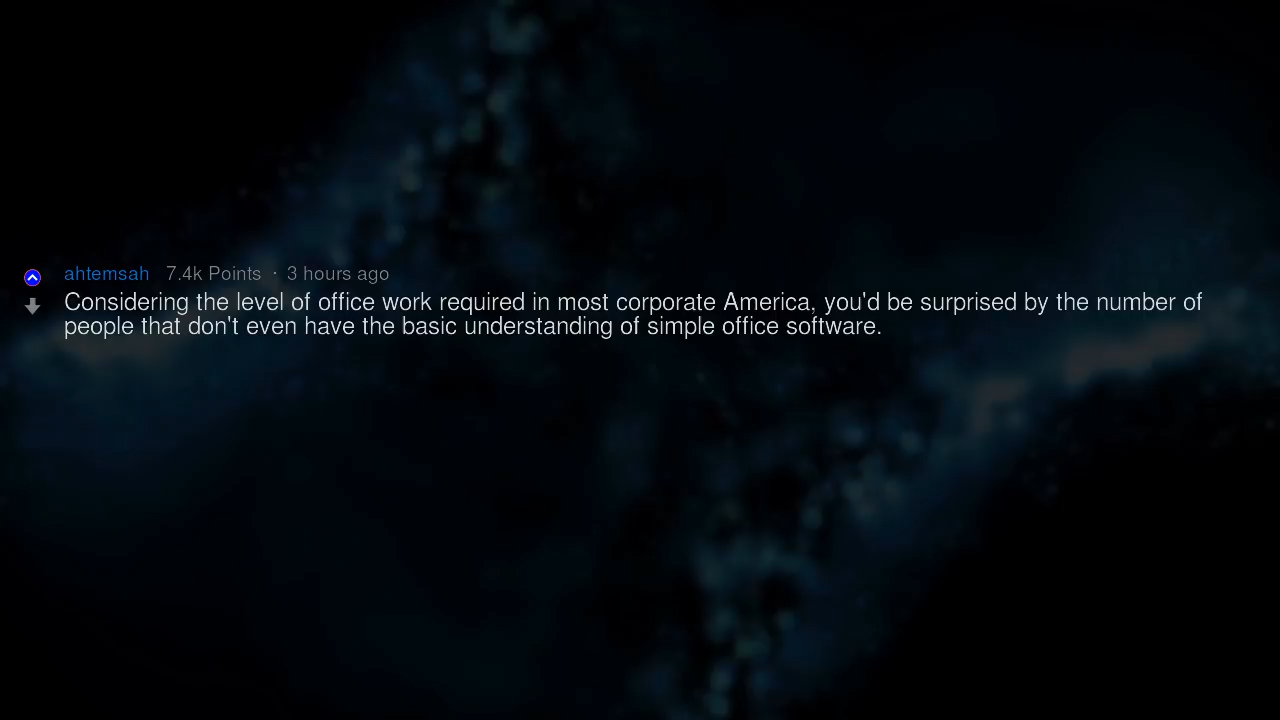 ahtemsah 7.4k Points · 3 hours ago
Considering the level of office work required in most corporate America, you'd be surprised by the number of
people that don't even have the basic understanding of simple office software.